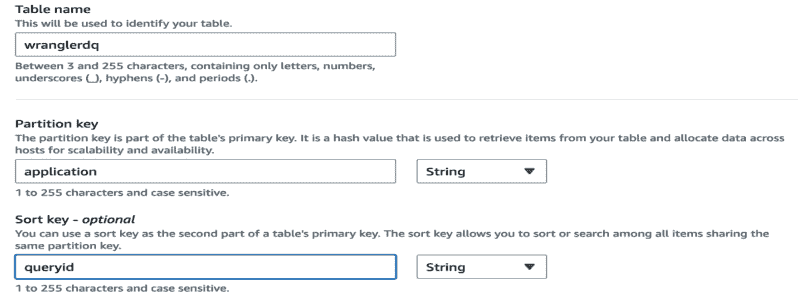 Table name
This will be used to identify your table.
wranglerdq
Between 3 and 255 characters, containing only letters, numbers,
underscores (_), hyphens (-), and periods (.).
Partition key
The partition key is part of the table's primary key. It is a hash value that is used to retrieve items from your table and allocate data across
hosts for scalability and availability.
application
String
1 to 255 characters and case sensitive.
Sort key - optional
You can use a sort key as the second part of a table's primary key. The sort key allows you to sort or search among all items sharing the
same partition key.
queryid
String
1 to 255 characters and case sensitive.